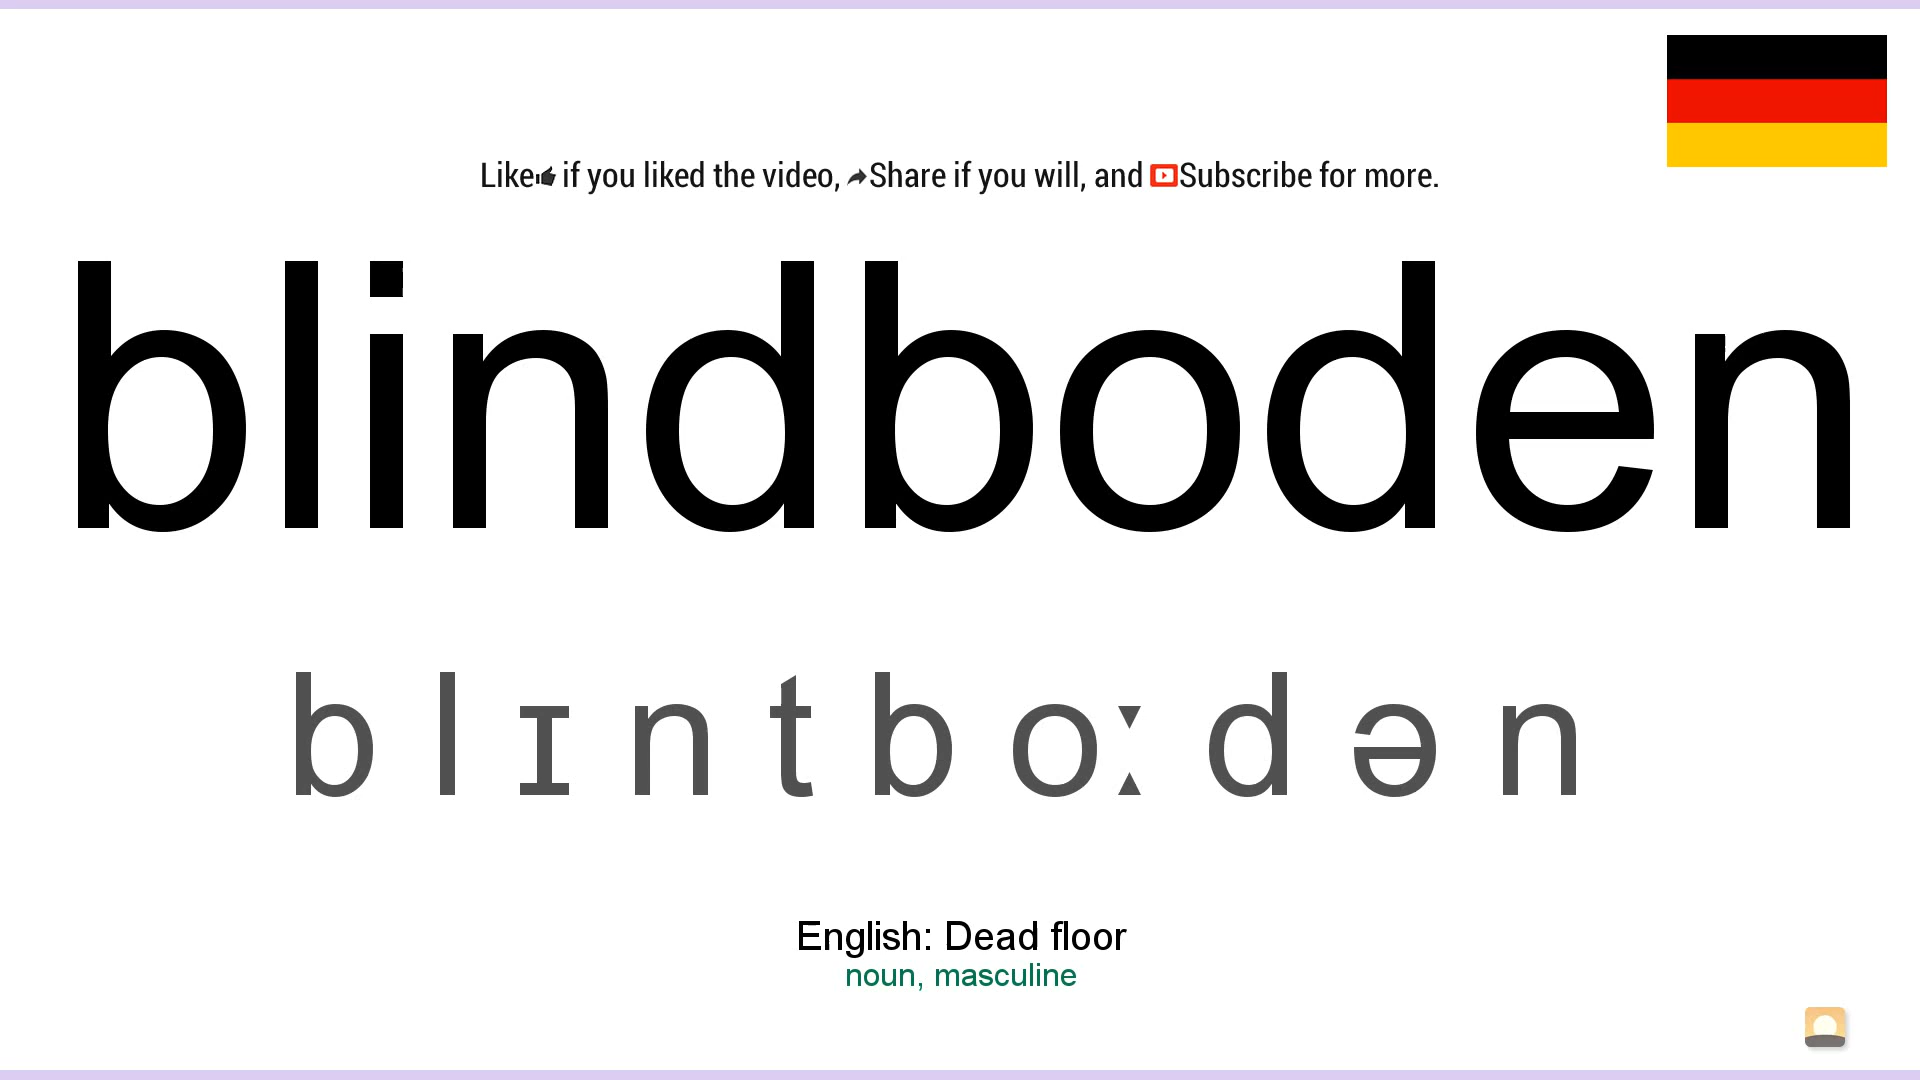 Like if you liked the video, Share if you will, and Subscribe for more.
blindboden
b l ɪ n t b oː d ə n
English: Dead floor
noun, masculine